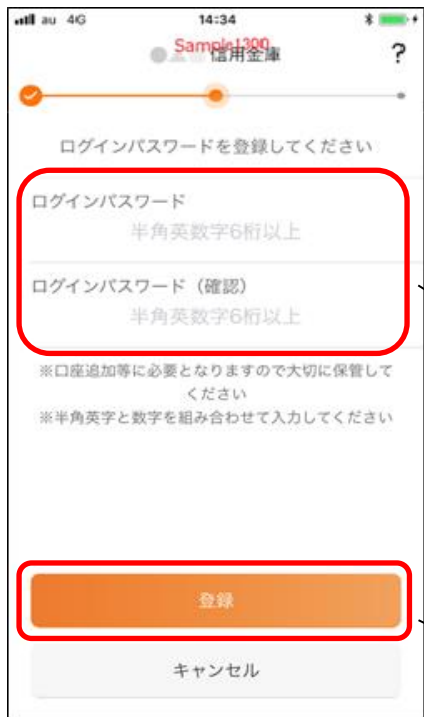 au 4G 14:34
Sample1300
信用金庫 ?
ログインパスワードを登録してください
ログインパスワード
半角英数字6桁以上
ログインパスワード（確認）
半角英数字6桁以上
※口座追加等に必要となりますので大切に保管して
ください
※半角英字と数字を組み合わせて入力してください
登録
キャンセル